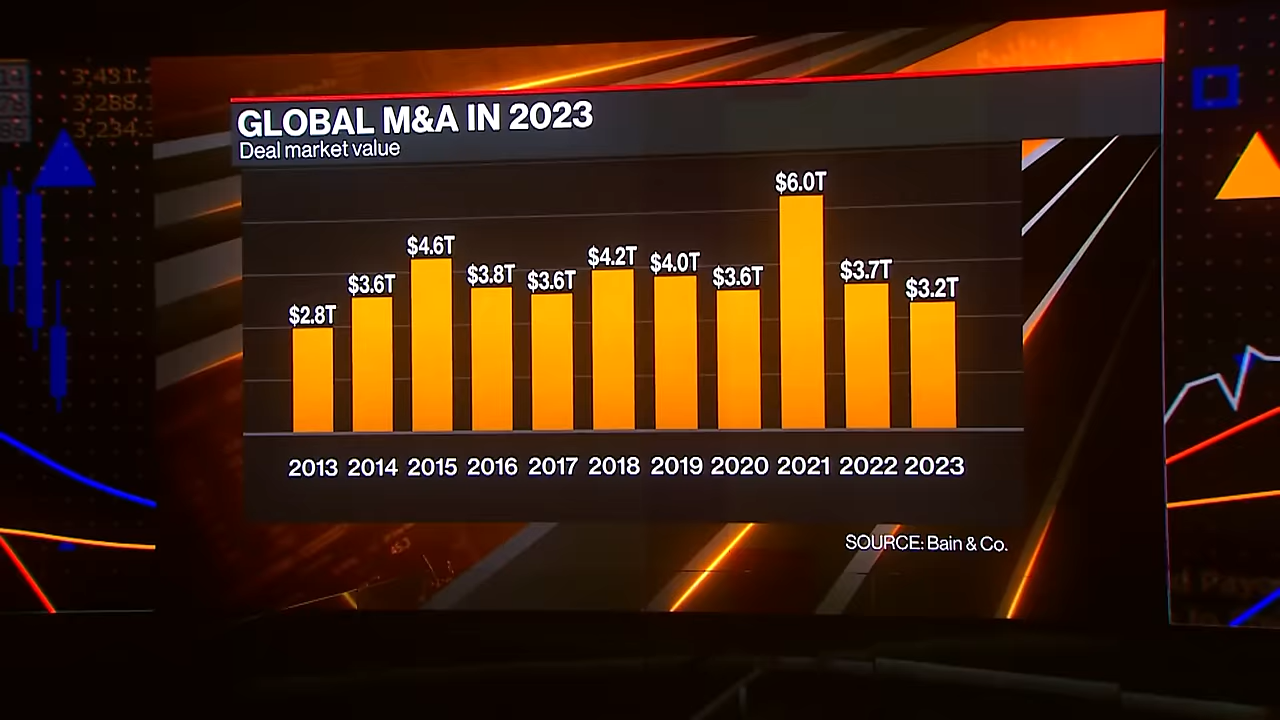 GLOBAL M&A IN 2023
Deal market value
$2.8T
$3.6T
$4.6T
$3.8T
$3.6T
$4.2T
$4.0T
$3.6T
$6.0T
$3.7T
$3.2T
2013 2014 2015 2016 2017 2018 2019 2020 2021 2022 2023
SOURCE: Bain & Co.